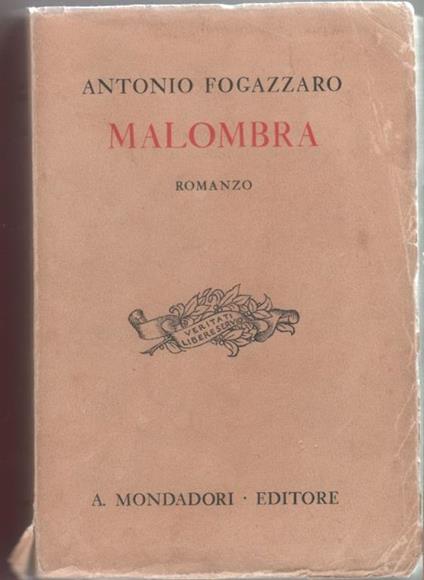 ANTONIO FOGAZZARO
MALOMBRA
ROMANZO
VERITATI
LIBERE SERVIO
A. MONDADORI · EDITORE